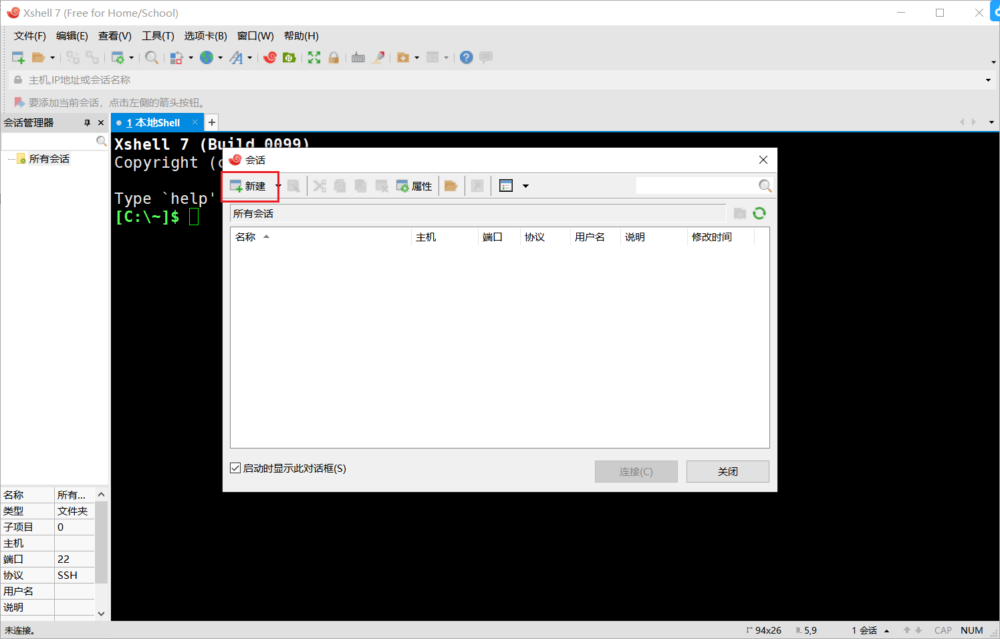 Xshell 7 (Free for Home/School)
文件(F) 编辑(E) 查看(V) 工具(T) 选项卡(B) 窗口(W) 帮助(H)
主机,IP地址或会话名称
要添加当前会话，点击左侧的箭头按钮。
会话管理器
1 本地Shell
所有会话
Xshell 7 (Build 0099)
Copyright (c
Type `help'
[C:\~]$
会话
新建 属性
所有会话
名称 主机 端口 协议 用户名 说明 修改时间
启动时显示此对话框(S)
连接(C) 关闭
名称 所有...
类型 文件夹
子项目 0
主机
端口 22
协议 SSH
用户名
说明
未连接。
94x26 5,9 1 会话 CAP NUM